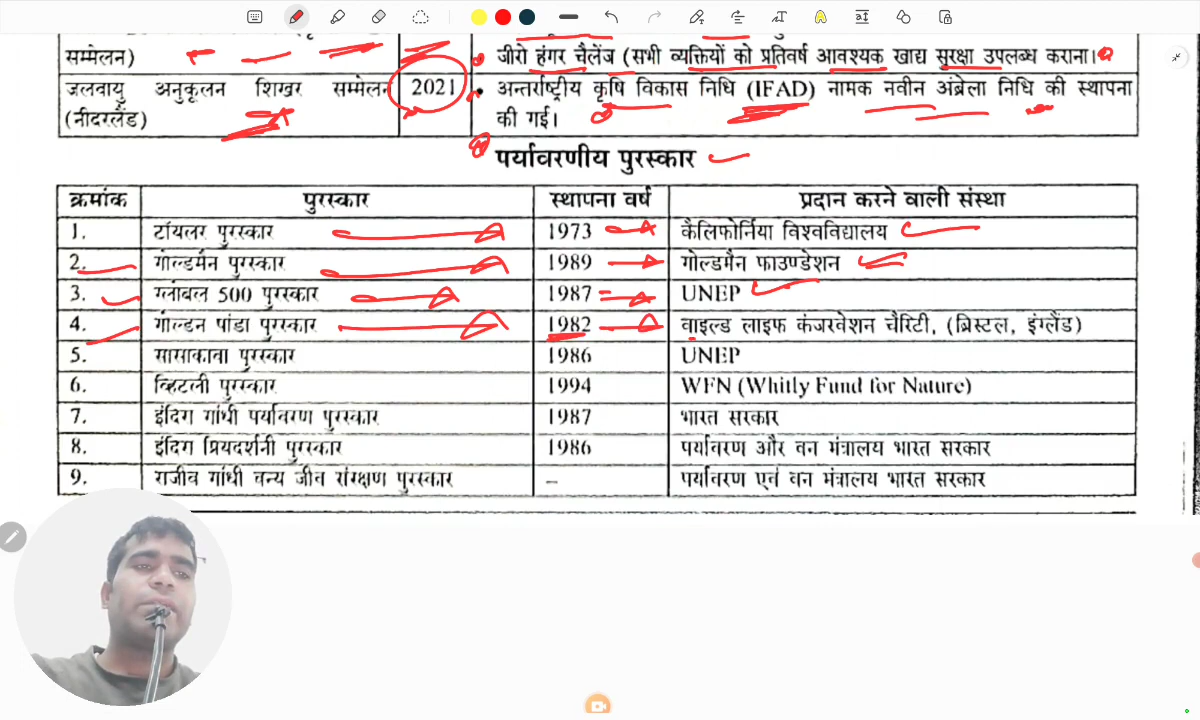 सम्मेलन)
जीरो हंगर चैलेंज (सभी व्यक्तियों को प्रतिवर्ष आवश्यक खाद्य सुरक्षा उपलब्ध कराना।
जलवायु अनुकूलन शिखर सम्मेलन 2021 • अन्तर्राष्ट्रीय कृषि विकास निधि (IFAD) नामक नवीन अंब्रेला निधि की स्थापना
(नीदरलैंड) की गई।
पर्यावरणीय पुरस्कार
क्रमांक पुरस्कार स्थापना वर्ष प्रदान करने वाली संस्था
1. टॉयलर पुरस्कार 1973 कैलिफोर्निया विश्वविद्यालय
2. गोल्डमैन पुरस्कार 1989 गोल्डमैन फाउण्डेशन
3. ग्लोबल 500 पुरस्कार 1987 UNEP
4. गोल्डन पांडा पुरस्कार 1982 वाइल्ड लाइफ कंजरवेशन चैरिटी, (ब्रिस्टल, इंग्लैंड)
5. सासाकावा पुरस्कार 1986 UNEP
6. व्हिटली पुरस्कार 1994 WFN (Whitly Fund for Nature)
7. इंदिरा गांधी पर्यावरण पुरस्कार 1987 भारत सरकार
8. इंदिरा प्रियदर्शनी पुरस्कार 1986 पर्यावरण और वन मंत्रालय भारत सरकार
9. राजीव गांधी वन्य जीव संरक्षण पुरस्कार – पर्यावरण एवं वन मंत्रालय भारत सरकार